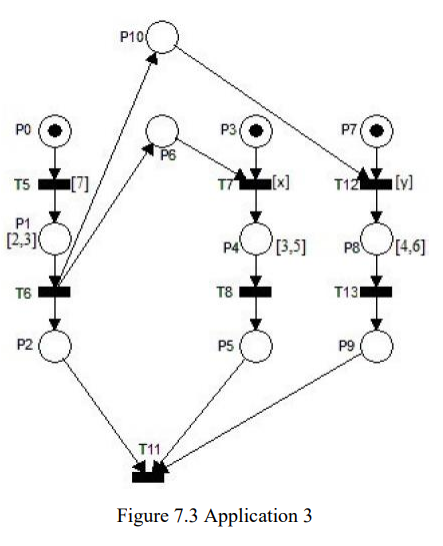 P10
P0 P6 P3 P7
T5 [7] T7 [x] T12 [y]
P1
[2,3] P4 [3,5] P8 [4,6]
T6 T8 T13
P2 P5 P9
T11
Figure 7.3 Application 3